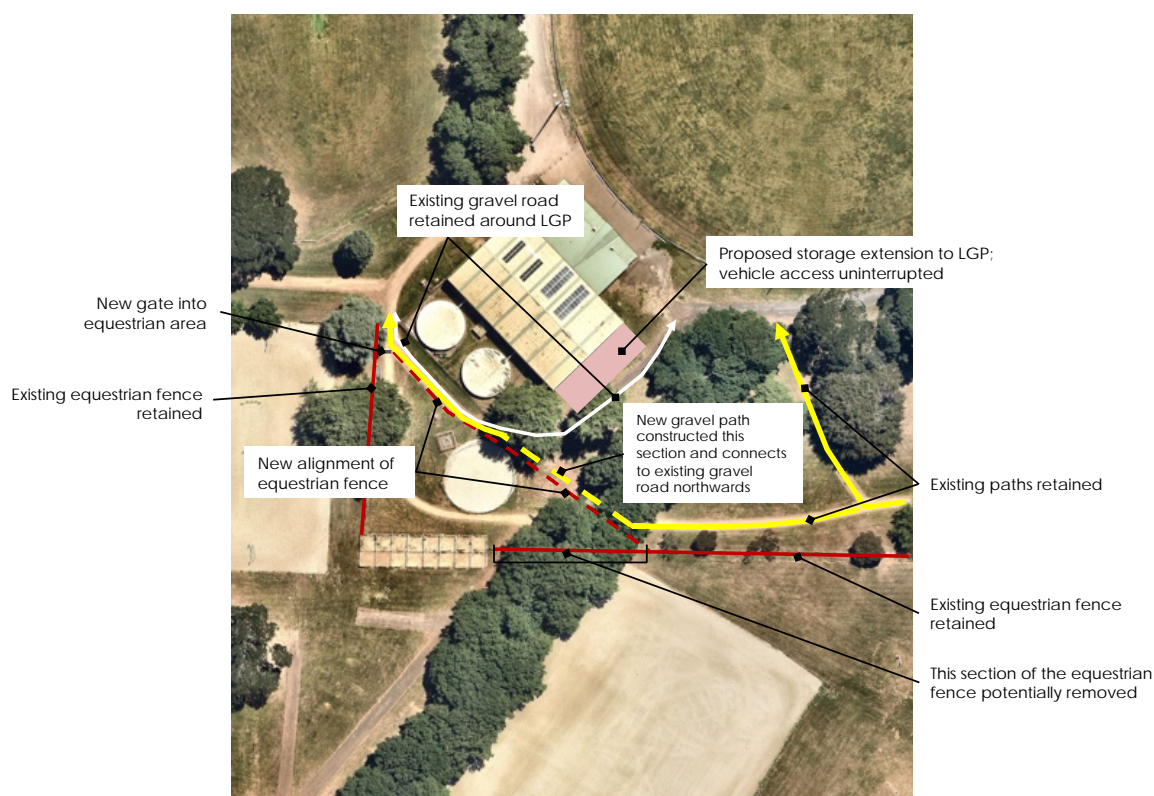 Existing gravel road
retained around LGP
Proposed storage extension to LGP;
vehicle access uninterrupted
New gate into
equestrian area
Existing equestrian fence
retained
New gravel path
constructed this
section and connects
to existing gravel
road northwards
New alignment of
equestrian fence
Existing paths retained
Existing equestrian fence
retained
This section of the equestrian
fence potentially removed